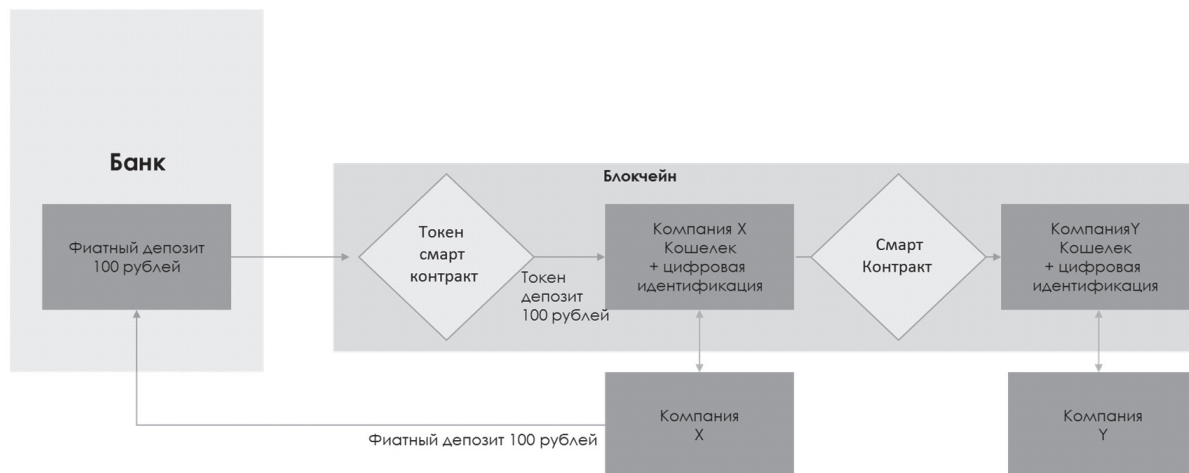 Банк
Блокчейн
Фиатный депозит
100 рублей
Токен
смарт
контракт
Токен
депозит
100 рублей
Компания X
Кошелек
+ цифровая
идентификация
Смарт
Контракт
КомпанияY
Кошелек
+ цифровая
идентификация
Фиатный депозит 100 рублей
Компания
X
Компания
Y